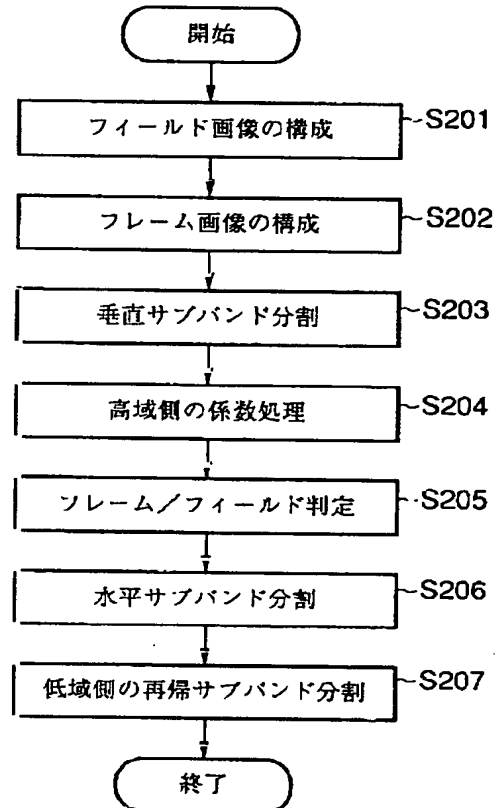 開始
フィールド画像の構成 S201
フレーム画像の構成 S202
垂直サブバンド分割 S203
高域側の係数処理 S204
フレーム/フィールド判定 S205
水平サブバンド分割 S206
低域側の再帰サブバンド分割 S207
終了